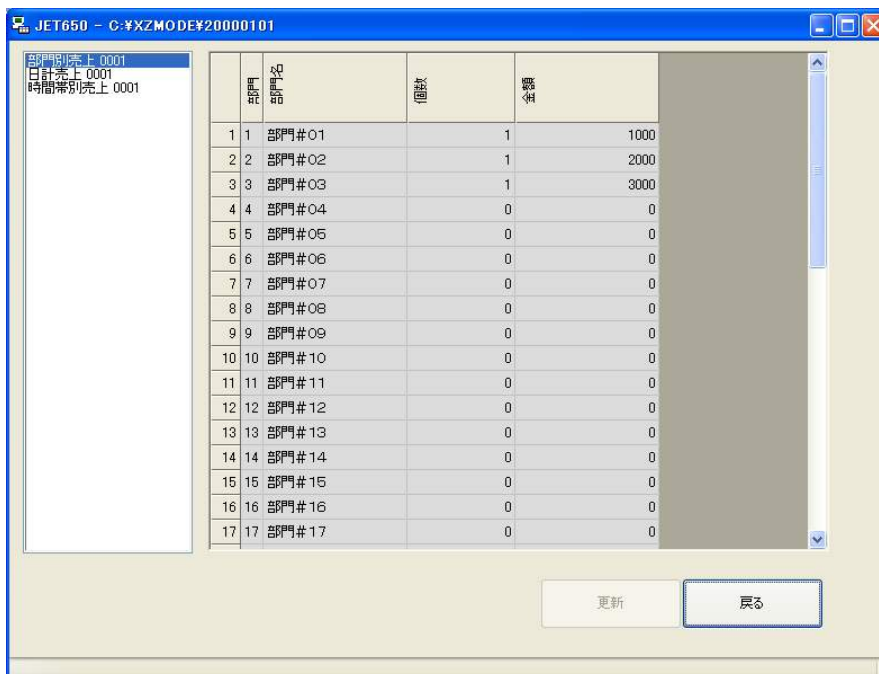 JET650 - C:¥XZMODE¥20000101
部門別売上 0001
日計売上 0001
時間帯別売上 0001
部門 部門名 個数 金額
1 1 部門#01 1 1000
2 2 部門#02 1 2000
3 3 部門#03 1 3000
4 4 部門#04 0 0
5 5 部門#05 0 0
6 6 部門#06 0 0
7 7 部門#07 0 0
8 8 部門#08 0 0
9 9 部門#09 0 0
10 10 部門#10 0 0
11 11 部門#11 0 0
12 12 部門#12 0 0
13 13 部門#13 0 0
14 14 部門#14 0 0
15 15 部門#15 0 0
16 16 部門#16 0 0
17 17 部門#17 0 0
更新 戻る